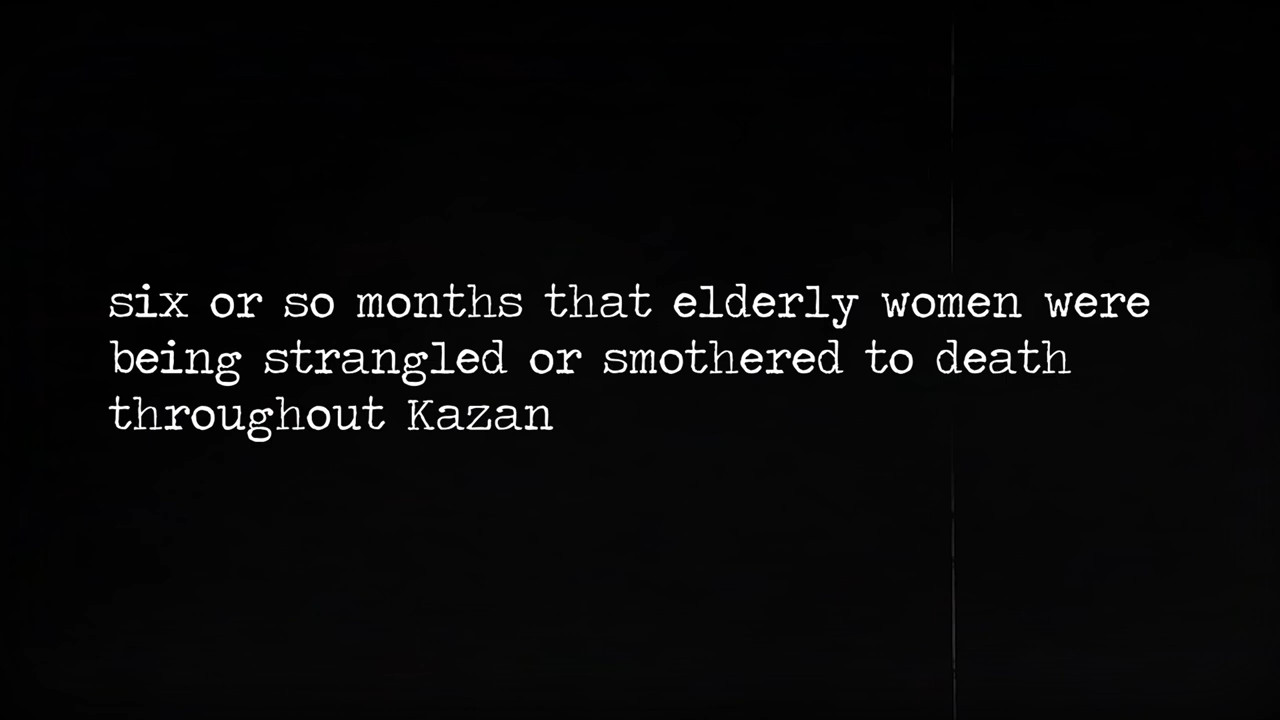 six or so months that elderly women were
being strangled or smothered to death
throughout Kazan